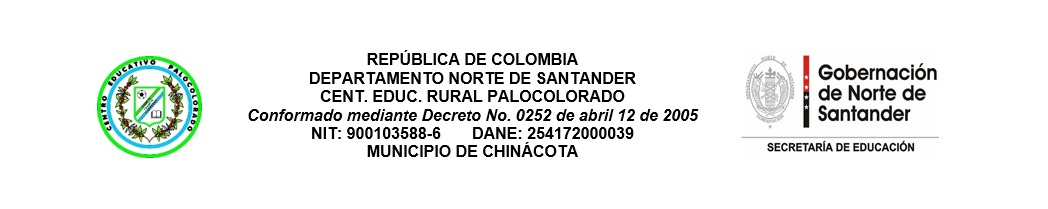 CENTRO EDUCATIVO PALOCOLORADO
REPÚBLICA DE COLOMBIA
DEPARTAMENTO NORTE DE SANTANDER
CENT. EDUC. RURAL PALOCOLORADO
Conformado mediante Decreto No. 0252 de abril 12 de 2005
NIT: 900103588-6 DANE: 254172000039
MUNICIPIO DE CHINÁCOTA
Gobernación
de Norte de
Santander
SECRETARÍA DE EDUCACIÓN